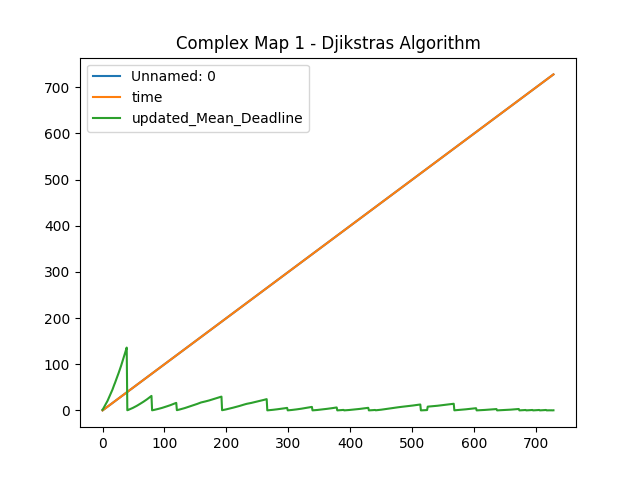 Complex Map 1 - Djikstras Algorithm
Unnamed: 0
time
updated_Mean_Deadline
700
600
500
400
300
200
100
0
0 100 200 300 400 500 600 700